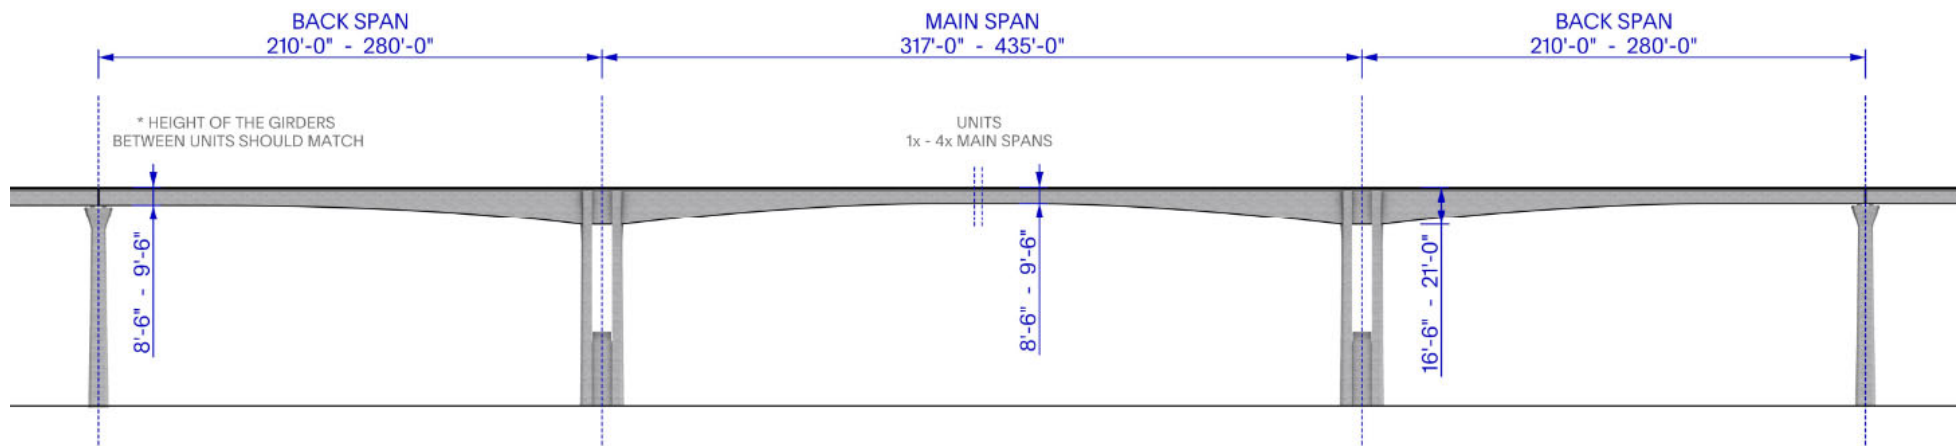 BACK SPAN
210'-0" - 280'-0"
MAIN SPAN
317'-0" - 435'-0"
BACK SPAN
210'-0" - 280'-0"
* HEIGHT OF THE GIRDERS
BETWEEN UNITS SHOULD MATCH
UNITS
1x - 4x MAIN SPANS
8'-6" - 9'-6"
8'-6" - 9'-6"
16'-6" - 21'-0"